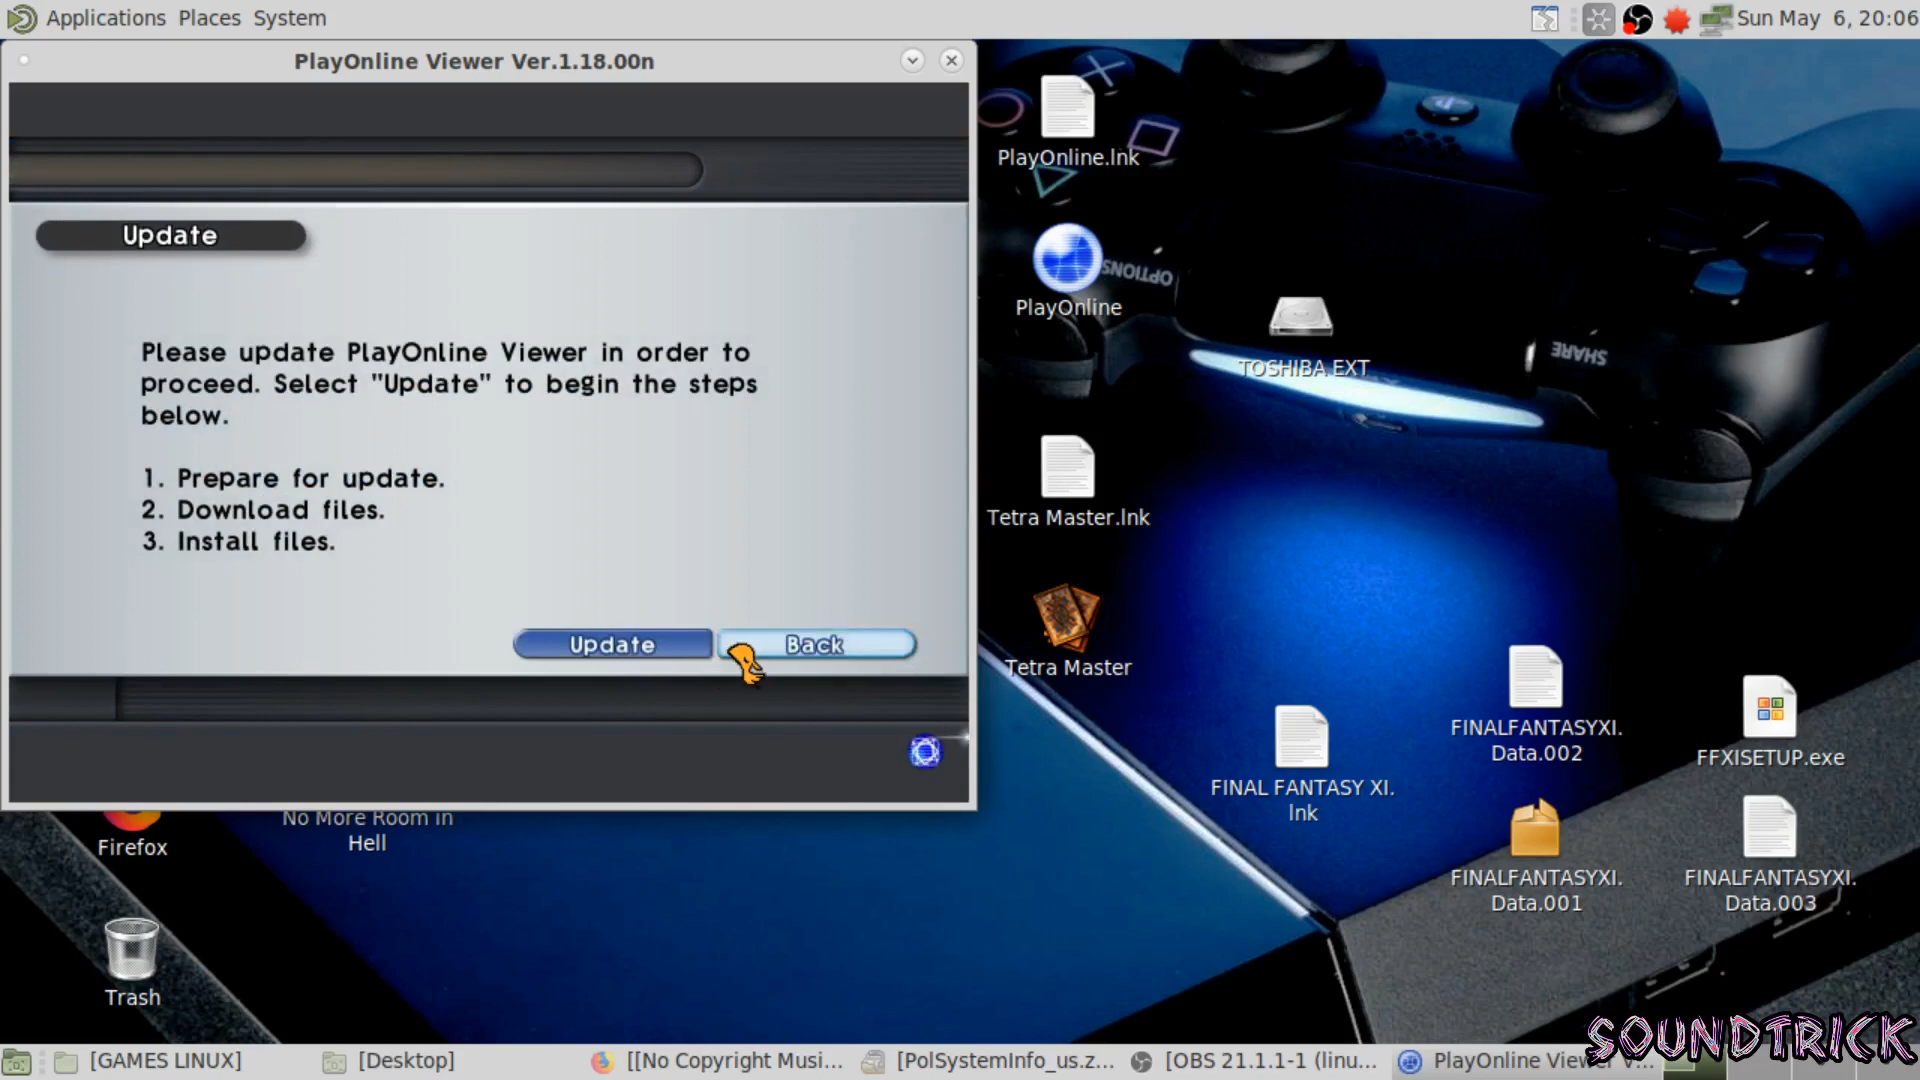 Applications Places System
Sun May 6, 20:06
PlayOnline Viewer Ver.1.18.00n
Update
Please update PlayOnline Viewer in order to
proceed. Select "Update" to begin the steps
below.
1. Prepare for update.
2. Download files.
3. Install files.
Update
Back
PlayOnline.lnk
OPTIONS
PlayOnline
SHARE
TOSHIBA EXT
Tetra Master.lnk
Tetra Master
FINAL FANTASY XI.
lnk
FINALFANTASYXI.
Data.002
FFXISETUP.exe
FINALFANTASYXI.
Data.001
FINALFANTASYXI.
Data.003
Firefox
No More Room in
Hell
Trash
SOUNDTRICK
[GAMES LINUX]
[Desktop]
[[No Copyright Musi...
[PolSystemInfo_us.z...
[OBS 21.1.1-1 (linu...
PlayOnline Viewer V...